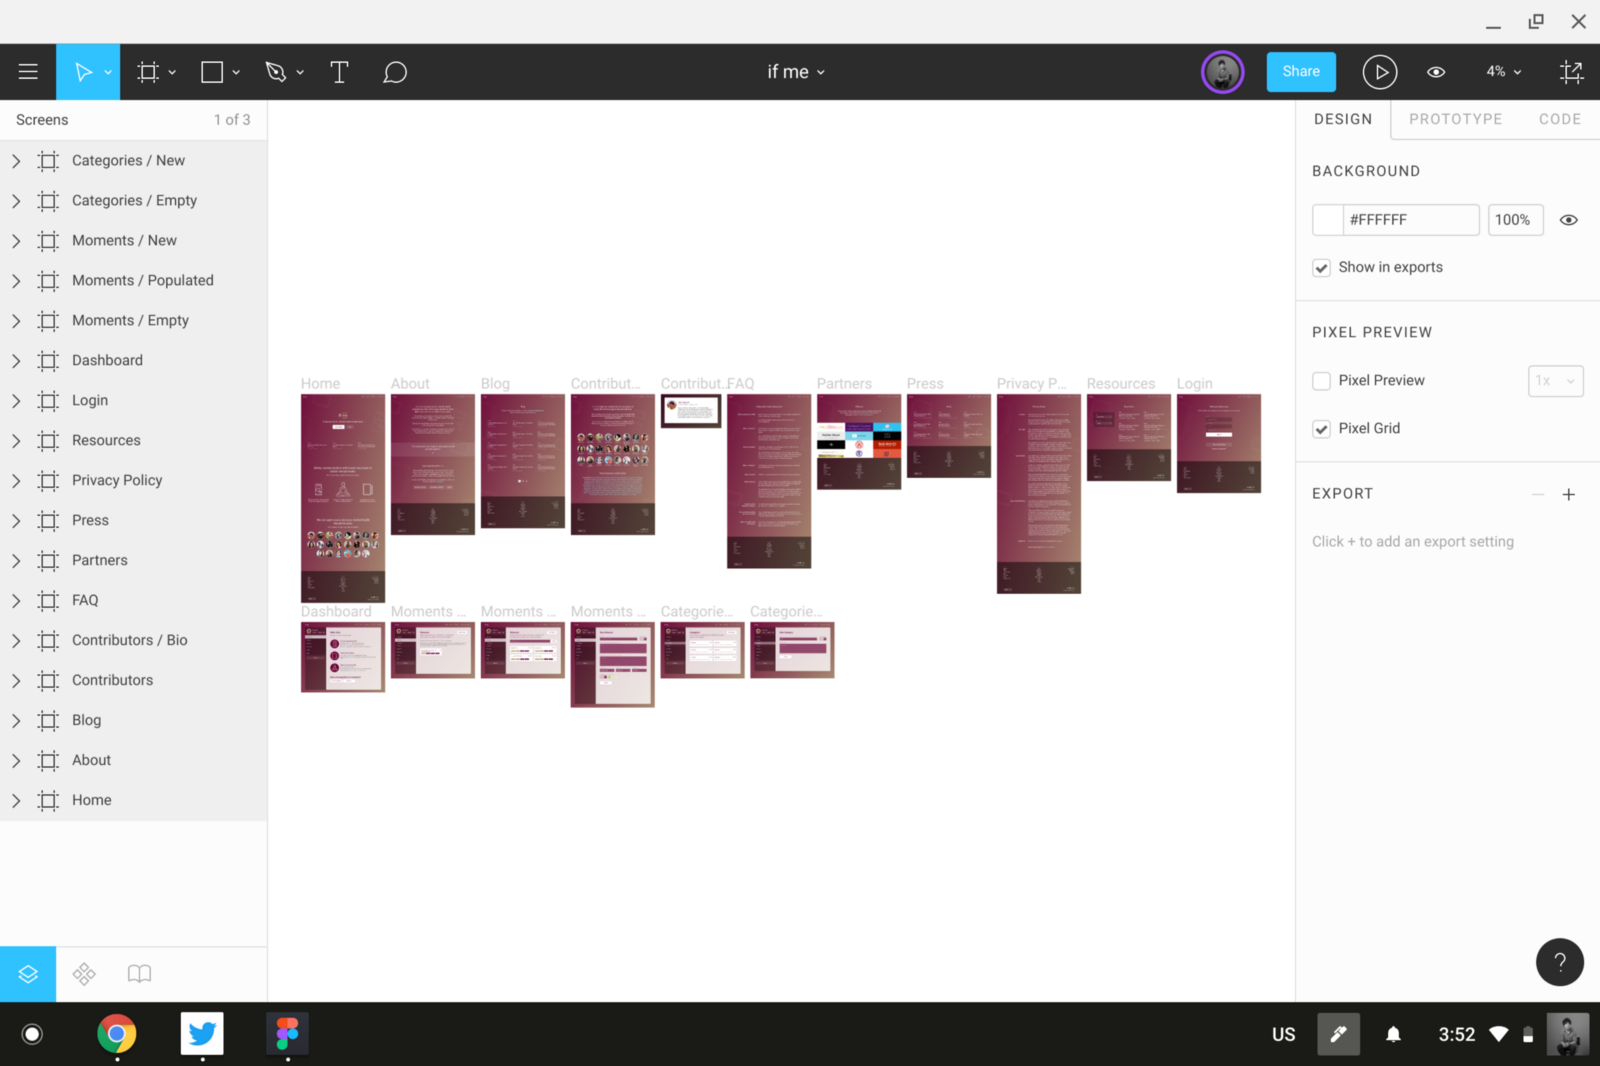 if me
Share
4%
Screens
1 of 3
Categories / New
Categories / Empty
Moments / New
Moments / Populated
Moments / Empty
Dashboard
Login
Resources
Privacy Policy
Press
Partners
FAQ
Contributors / Bio
Contributors
Blog
About
Home
Home
About
Blog
Contribut...
Contribut...
FAQ
Partners
Press
Privacy P...
Resources
Login
Dashboard
Moments ...
Moments ...
Moments ...
Categorie...
Categorie...
DESIGN
PROTOTYPE
CODE
BACKGROUND
#FFFFFF
100%
Show in exports
PIXEL PREVIEW
Pixel Preview
1x
Pixel Grid
EXPORT
Click + to add an export setting
?
US
3:52